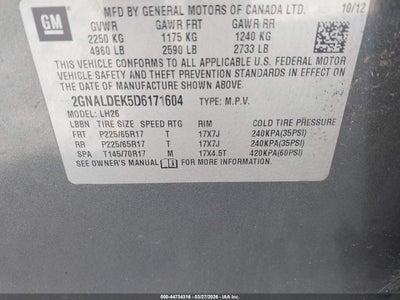 GM
MFD BY GENERAL MOTORS OF CANADA LTD. 10/12
GVWR GAWR FRT GAWR RR
2250 KG 1175 KG 1240 KG
4960 LB 2590 LB 2733 LB
THIS VEHICLE CONFORMS TO ALL APPLICABLE U.S. FEDERAL MOTOR
VEHICLE SAFETY
THEFT PREVENTION STANDARDS IN EFFECT ON THE DATE OF MANUFACTURE SHOWN ABOVE.
2GNALDEK5D6171604 TYPE: M.P.V.
MODEL: LH26
LBBN TIRE SIZE SPEED RTG RIM COLD TIRE PRESSURE
FRT P225/65R17 T 17X7J 240KPA(35PSI)
RR P225/65R17 T 17X7J 240KPA(35PSI)
SPA T145/70R17 M 17X4.5T 420KPA(60PSI)
SEE OWNER'S MANUAL FOR MORE INFORMATION.
000-44734316 - 03/27/2026 - IAA, Inc. (c)